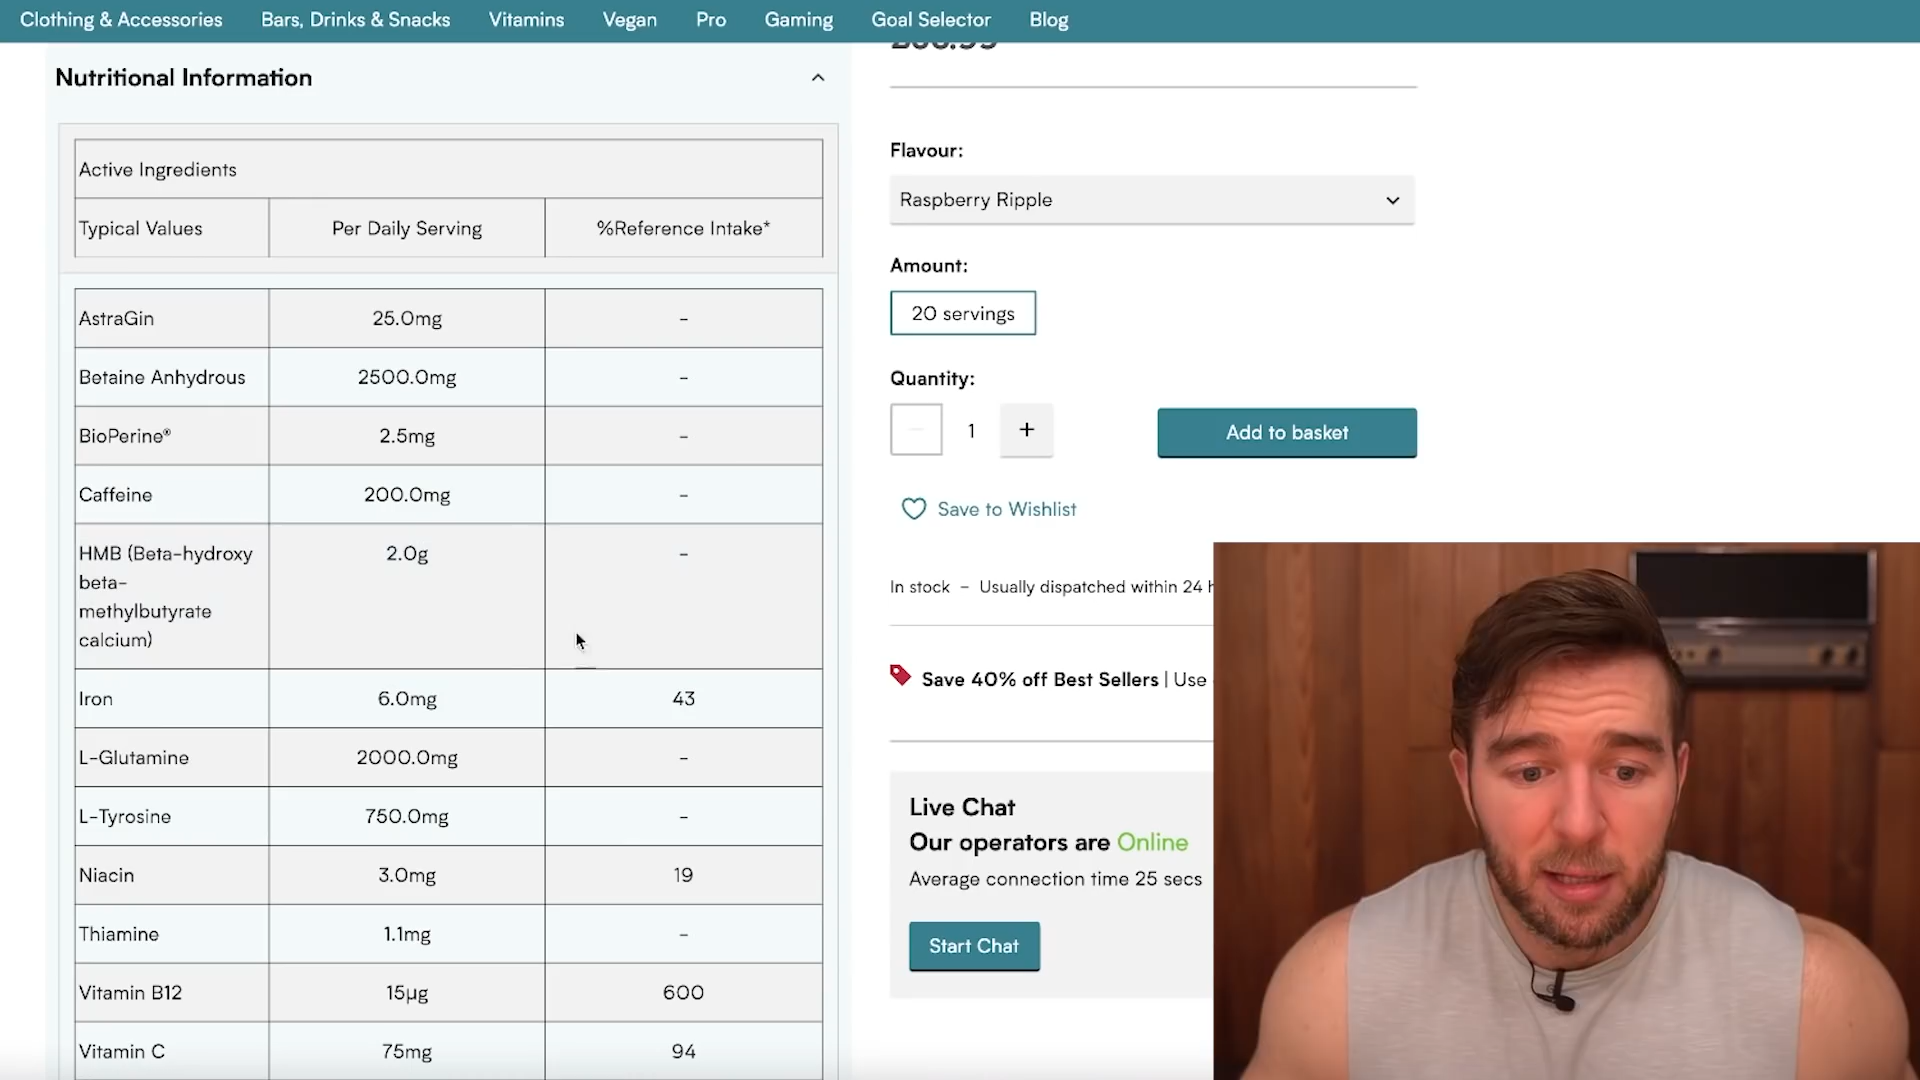 Clothing & Accessories Bars, Drinks & Snacks Vitamins Vegan Pro Gaming Goal Selector Blog
Nutritional Information
Active Ingredients
Typical Values Per Daily Serving %Reference Intake*
AstraGin 25.0mg -
Betaine Anhydrous 2500.0mg -
BioPerine® 2.5mg -
Caffeine 200.0mg -
HMB (Beta-hydroxy 2.0g -
beta-
methylbutyrate
calcium)
Iron 6.0mg 43
L-Glutamine 2000.0mg -
L-Tyrosine 750.0mg -
Niacin 3.0mg 19
Thiamine 1.1mg -
Vitamin B12 15µg 600
Vitamin C 75mg 94
Flavour:
Raspberry Ripple
Amount:
20 servings
Quantity:
1 +
Add to basket
Save to Wishlist
In stock - Usually dispatched within 24
Save 40% off Best Sellers | Use
Live Chat
Our operators are Online
Average connection time 25 secs
Start Chat